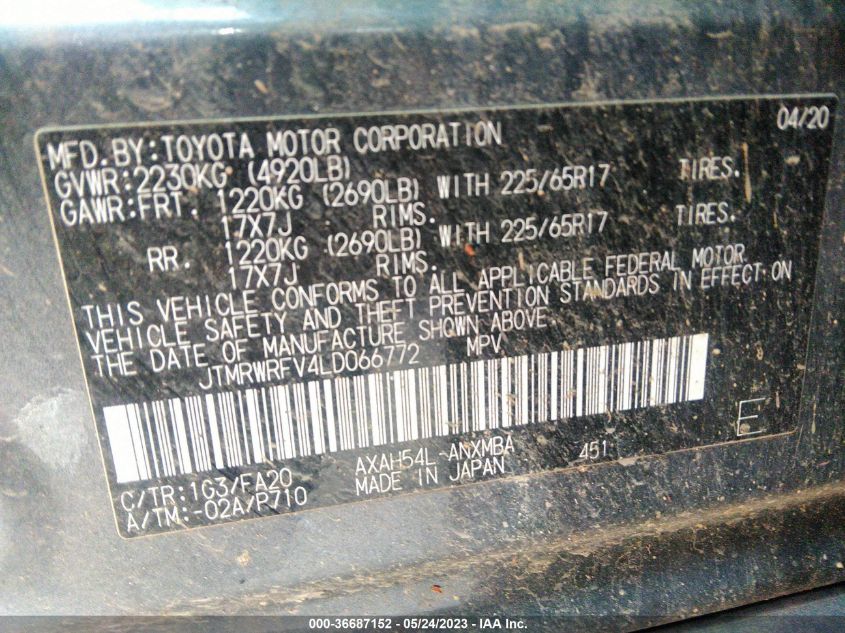 04/20
MFD.BY:TOYOTA MOTOR CORPORATION
GVWR:2230KG (4920LB)
GAWR:FRT. 1220KG (2690LB) WITH 225/65R17 TIRES.
17X7J RIMS.
RR. 1220KG (2690LB) WITH 225/65R17 TIRES.
17X7J RIMS.
THIS VEHICLE CONFORMS TO ALL APPLICABLE FEDERAL MOTOR
VEHICLE SAFETY AND THEFT PREVENTION STANDARDS IN EFFECT ON
THE DATE OF MANUFACTURE SHOWN ABOVE.
JTMRWRFV4LD066772 MPV
E
C/TR:1G3/FA20 AXAH54L-ANXMBA 451
A/TM:-02A/P710 MADE IN JAPAN
000-36687152 - 05/24/2023 - IAA Inc.